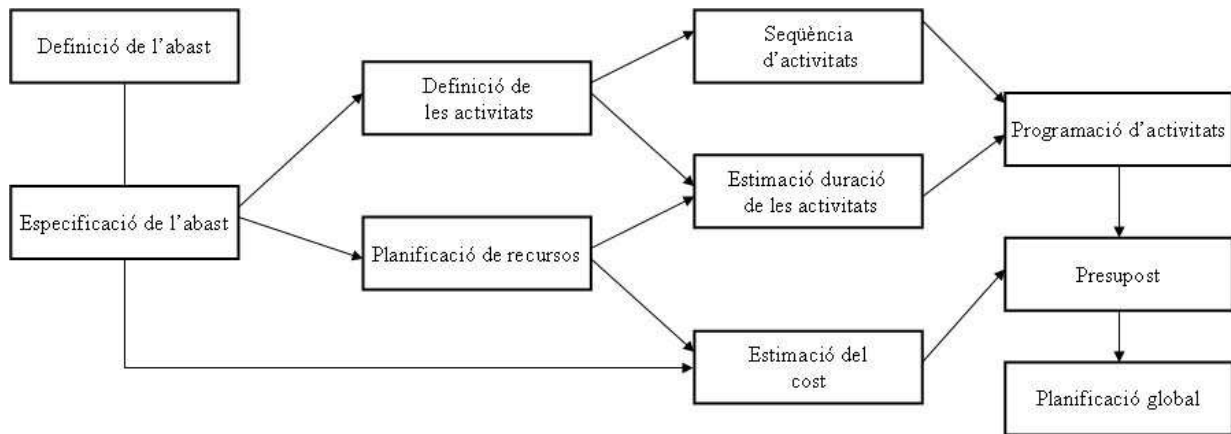 Definició de l'abast
Especificació de l'abast
Definició de
les activitats
Planificació de recursos
Seqüència
d'activitats
Estimació duració
de les activitats
Estimació del
cost
Programació d'activitats
Presupost
Planificació global